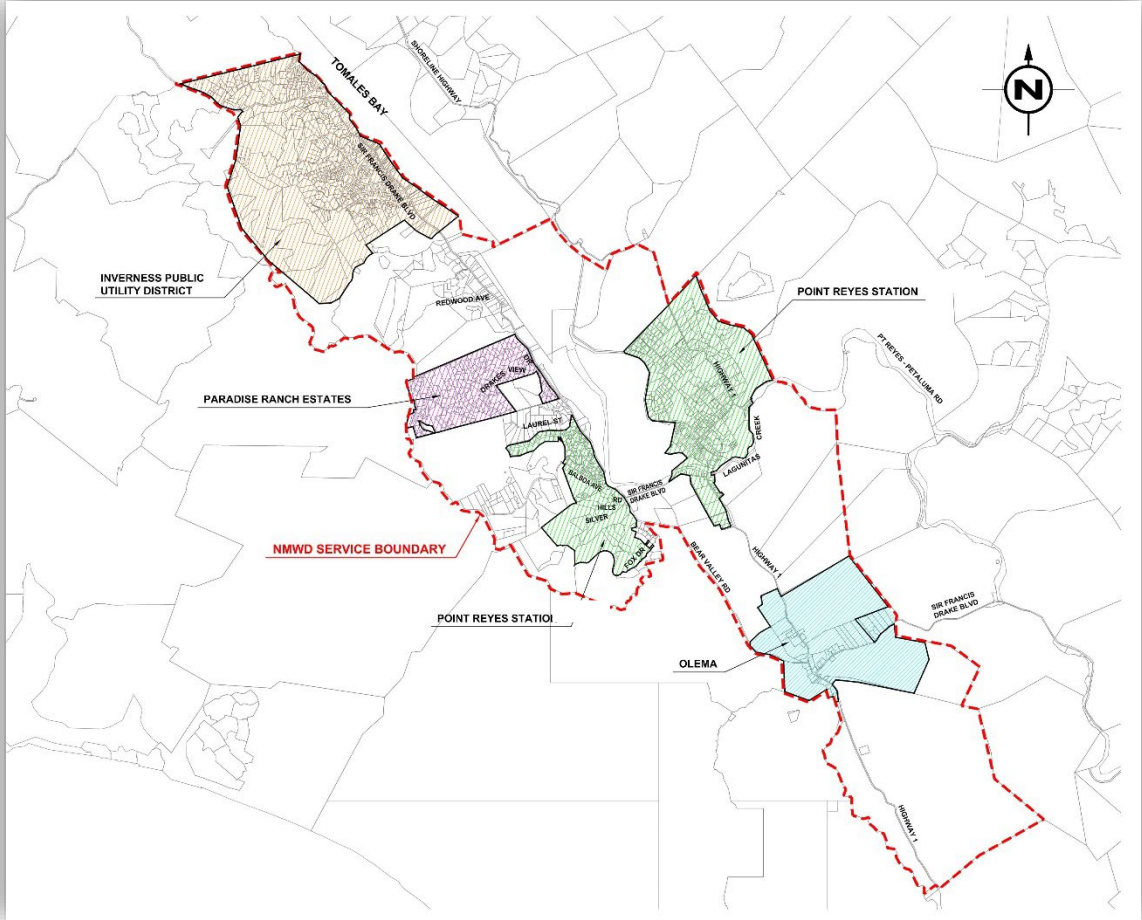 TOMALES BAY
SHORELINE HIGHWAY
N
SIR FRANCIS DRAKE BLVD
INVERNESS PUBLIC
UTILITY DISTRICT
REDWOOD AVE
POINT REYES STATION
PT REYES - PETALUMA RD
HIGHWAY 1
DRAKES VIEW DR
PARADISE RANCH ESTATES
LAUREL ST
LAGUNITAS CREEK
BALBOA AVE
SIR FRANCIS
DRAKE BLVD
SILVER HILLS RD
NMWD SERVICE BOUNDARY
FOX DR
BEAR VALLEY RD
HIGHWAY 1
SIR FRANCIS
DRAKE BLVD
POINT REYES STATIOI
OLEMA
HIGHWAY 1